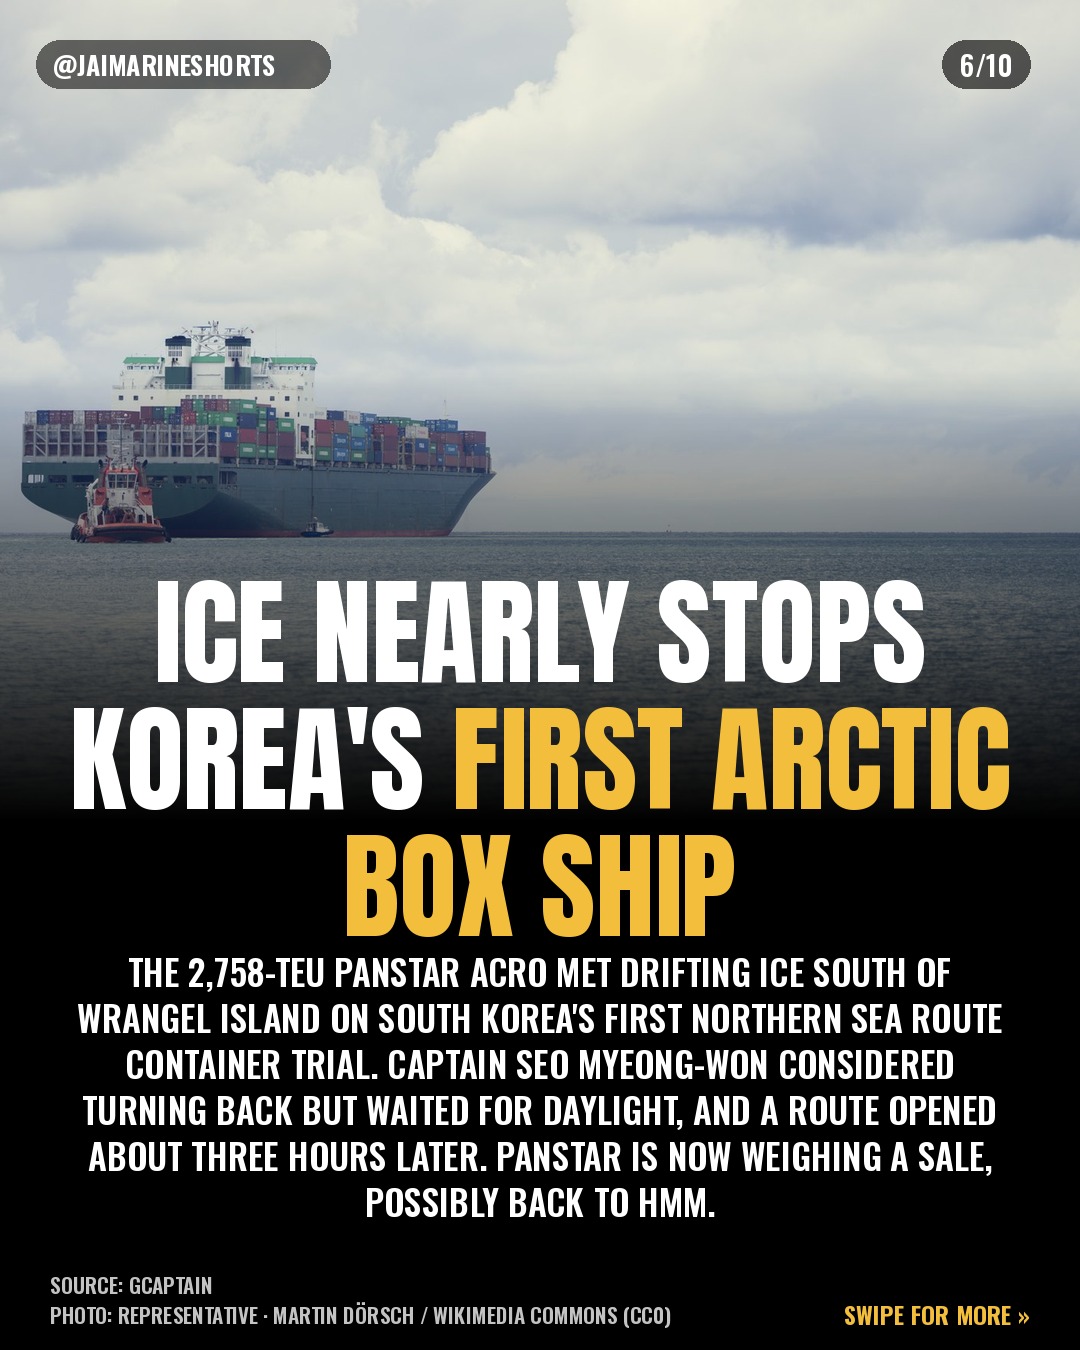 @JAIMARINESHORTS
6/10
ICE NEARLY STOPS
KOREA'S FIRST ARCTIC
BOX SHIP
THE 2,758-TEU PANSTAR ACRO MET DRIFTING ICE SOUTH OF
WRANGEL ISLAND ON SOUTH KOREA'S FIRST NORTHERN SEA ROUTE
CONTAINER TRIAL. CAPTAIN SEO MYEONG-WON CONSIDERED
TURNING BACK BUT WAITED FOR DAYLIGHT, AND A ROUTE OPENED
ABOUT THREE HOURS LATER. PANSTAR IS NOW WEIGHING A SALE,
POSSIBLY BACK TO HMM.
SOURCE: GCAPTAIN
PHOTO: REPRESENTATIVE · MARTIN DÖRSCH / WIKIMEDIA COMMONS (CC0)
SWIPE FOR MORE »